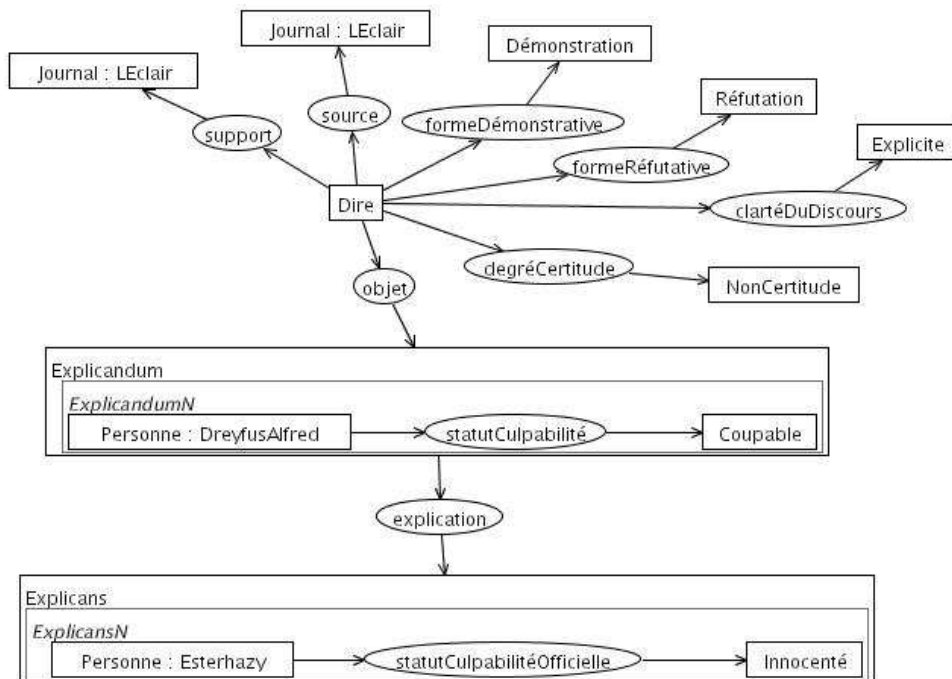 Journal : LEclair
Journal : LEclair
Démonstration
Réfutation
Explicite
support
source
formeDémonstrative
formeRéfutative
clartéDuDiscours
Dire
degréCertitude
NonCertitude
objet
Explicandum
ExplicandumN
Personne : DreyfusAlfred
statutCulpabilité
Coupable
explication
Explicans
ExplicansN
Personne : Esterhazy
statutCulpabilitéOfficielle
Innocenté